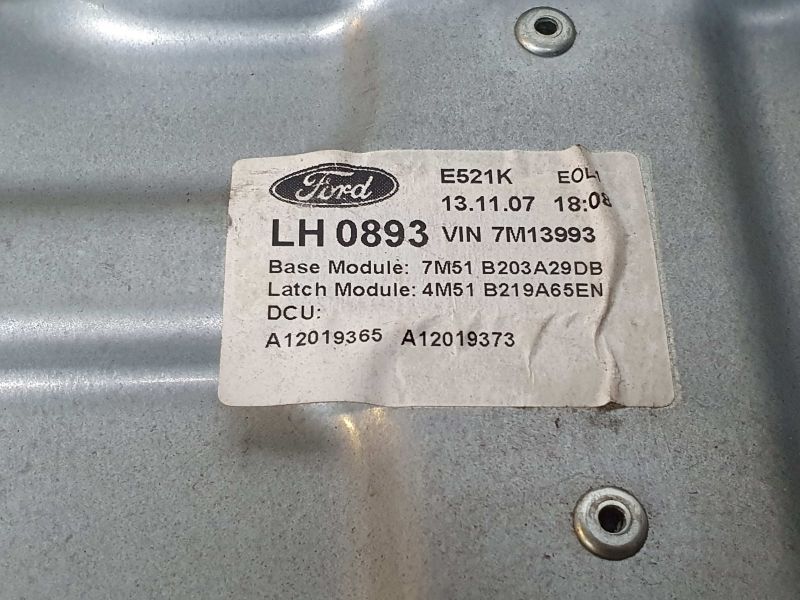 Ford E521K EOL1
13.11.07 18:08
LH 0893 VIN 7M13993
Base Module: 7M51 B203A29DB
Latch Module: 4M51 B219A65EN
DCU:
A12019365 A12019373